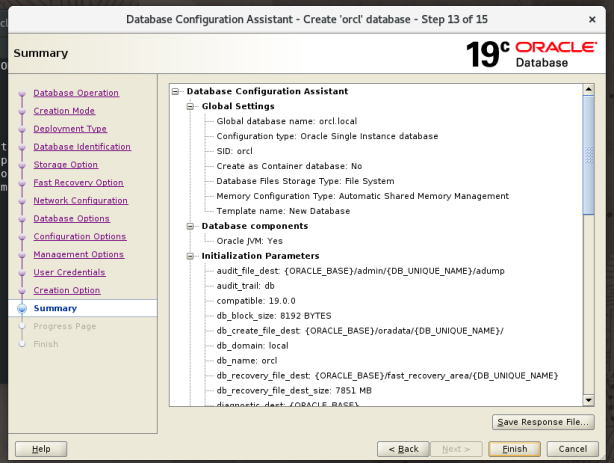 Database Configuration Assistant - Create 'orcl' database - Step 13 of 15
Summary
19c ORACLE
Database
Database Operation
Creation Mode
Deployment Type
Database Identification
Storage Option
Fast Recovery Option
Network Configuration
Database Options
Configuration Options
Management Options
User Credentials
Creation Option
Summary
Progress Page
Finish
Database Configuration Assistant
Global Settings
Global database name: orcl.local
Configuration type: Oracle Single Instance database
SID: orcl
Create as Container database: No
Database Files Storage Type: File System
Memory Configuration Type: Automatic Shared Memory Management
Template name: New Database
Database components
Oracle JVM: Yes
Initialization Parameters
audit_file_dest: {ORACLE_BASE}/admin/{DB_UNIQUE_NAME}/adump
audit_trail: db
compatible: 19.0.0
db_block_size: 8192 BYTES
db_create_file_dest: {ORACLE_BASE}/oradata/{DB_UNIQUE_NAME}/
db_domain: local
db_name: orcl
db_recovery_file_dest: {ORACLE_BASE}/fast_recovery_area/{DB_UNIQUE_NAME}
db_recovery_file_dest_size: 7851 MB
diagnostic_dest: {ORACLE_BASE}
Save Response File...
Help
< Back
Next >
Finish
Cancel